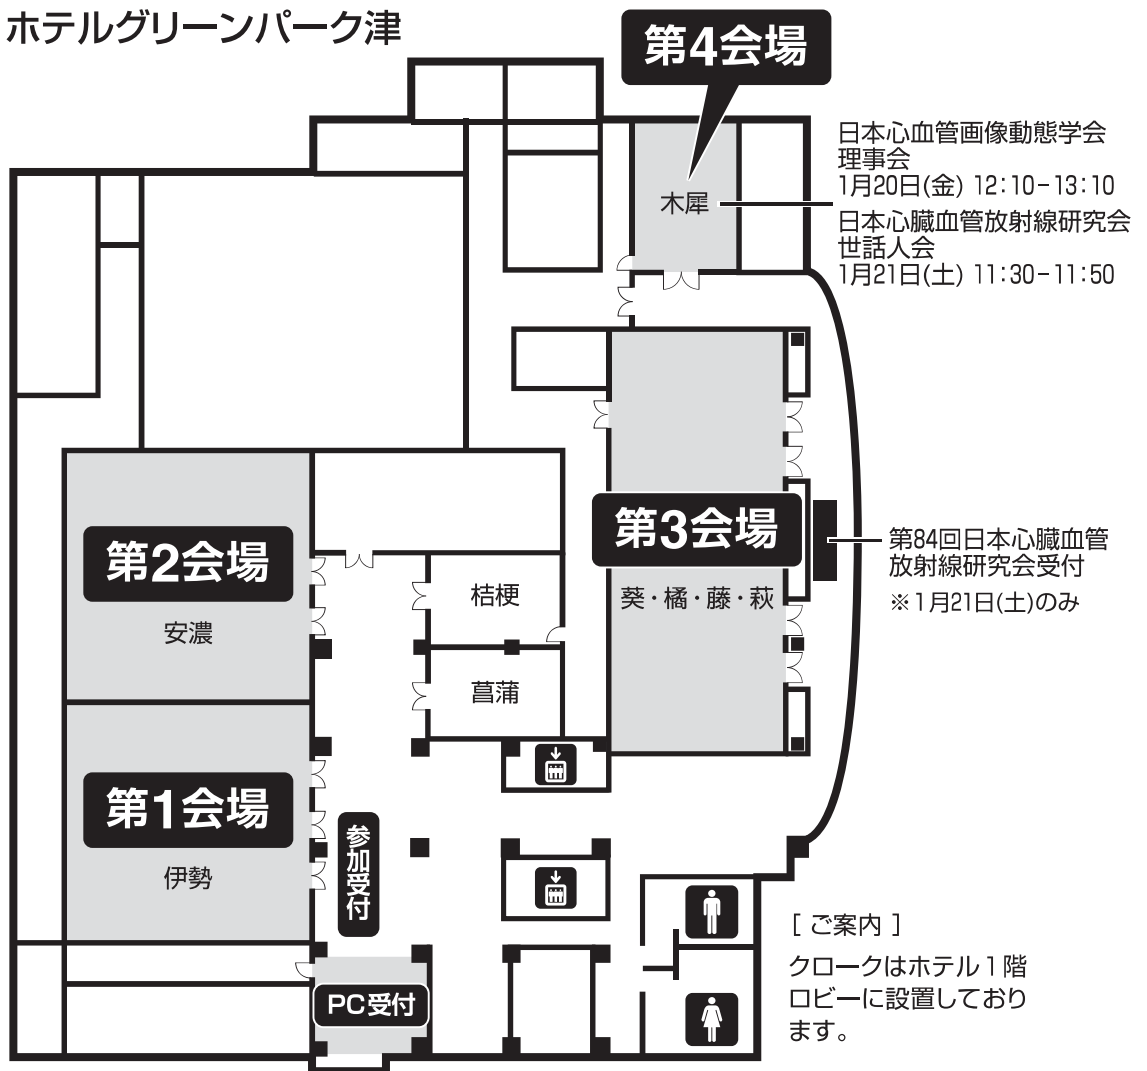 ホテルグリーンパーク津
第4会場
木犀
日本心血管画像動態学会
理事会
1月20日(金) 12:10−13:10
日本心臓血管放射線研究会
世話人会
1月21日(土) 11:30−11:50
第3会場
葵・橘・藤・萩
第84回日本心臓血管
放射線研究会受付
※1月21日(土)のみ
第2会場
安濃
桔梗
菖蒲
第1会場
伊勢
参加受付
PC受付
[ ご案内 ]
クロークはホテル1階
ロビーに設置しており
ます。